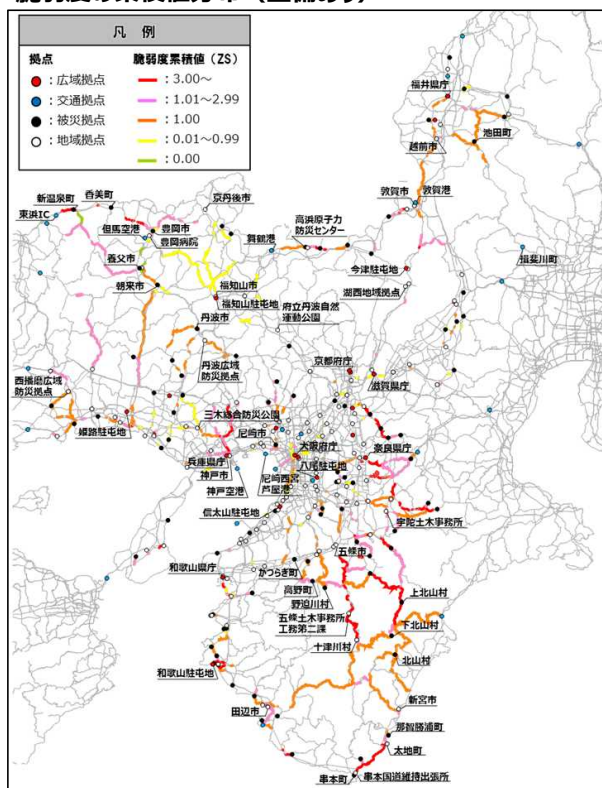 凡 例
拠点 脆弱度累積値（ZS）
：広域拠点 ：3.00～
：交通拠点 ：1.01～2.99
：被災拠点 ：1.00
：地域拠点 ：0.01～0.99
：0.00
福井県庁
池田町
越前市
敦賀市
敦賀港
新温泉町
香美町
京丹後市
東浜IC
但馬空港
豊岡市
豊岡病院
舞鶴港
高浜原子力
防災センター
揖斐川町
養父市
今津駐屯地
朝来市
福知山市
福知山駐屯地
湖西地域拠点
府立丹波自然
運動公園
丹波市
丹波広域
防災拠点
京都府庁
滋賀県庁
西播磨広域
防災拠点
三木総合防災公園
姫路駐屯地
尼崎市
大阪府庁
奈良県庁
兵庫県庁
八尾駐屯地
神戸市
尼崎西宮
芦屋港
神戸空港
信太山駐屯地
宇陀土木事務所
五條市
和歌山県庁
かつらぎ町
高野町
野迫川村
上北山村
五條土木事務所
工務第二課
下北山村
十津川村
北山村
和歌山駐屯地
新宮市
田辺市
那智勝浦町
太地町
串本町
串本国道維持出張所